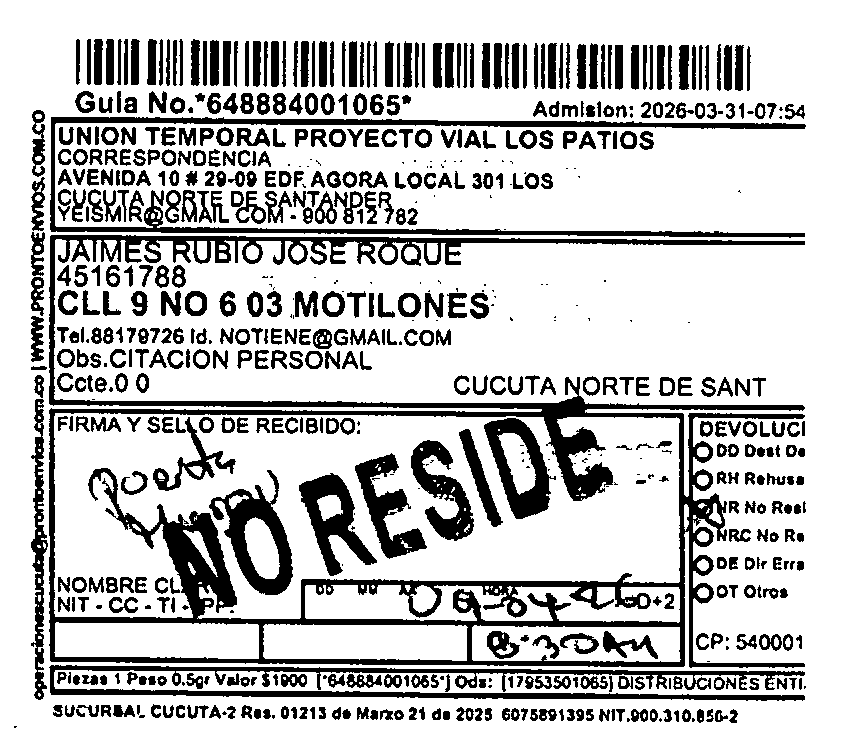 Guia No.*648884001065*
Admision: 2026-03-31-07:54
UNION TEMPORAL PROYECTO VIAL LOS PATIOS
CORRESPONDENCIA
AVENIDA 10 # 29-09 EDF. AGORA LOCAL 301 LOS
CUCUTA NORTE DE SANTANDER
YEISMIR@GMAIL COM - 900 812 782
JAIMES RUBIO JOSE ROQUE
45161788
CLL 9 NO 6 03 MOTILONES
Tel.88179726 Id. NOTIENE@GMAIL.COM
Obs.CITACION PERSONAL
Ccte.0 0
CUCUTA NORTE DE SANT
FIRMA Y SELLO DE RECIBIDO:
Puerta
NO RESIDE
NOMBRE CL
NIT - CC - TI - PP.
DD MM AA HORA
09-04-26 D+2
8:30AM
DEVOLUCI
DD Dest De
RH Rehusa
NR No Resi
NRC No Re
DE Dir Erra
OT Otros
CP: 540001
Piezas 1 Peso 0.5gr Valor $1900 (*648884001065*) Ods: (17953501065) DISTRIBUCIONES ENTI.
SUCURSAL CUCUTA-2 Res. 01213 de Marzo 21 de 2025 6075891395 NIT.900.310.856-2
operacionescucuta@prontoenvios.com.co | WWW.PRONTOENVIOS.COM.CO